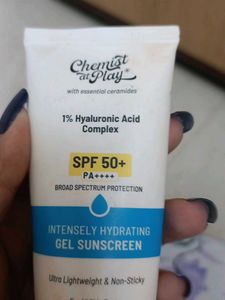 Chemist
at Play
with essential ceramides
1% Hyaluronic Acid
Complex
SPF 50+
PA++++
BROAD SPECTRUM PROTECTION
INTENSELY HYDRATING
GEL SUNSCREEN
Ultra Lightweight & Non-Sticky